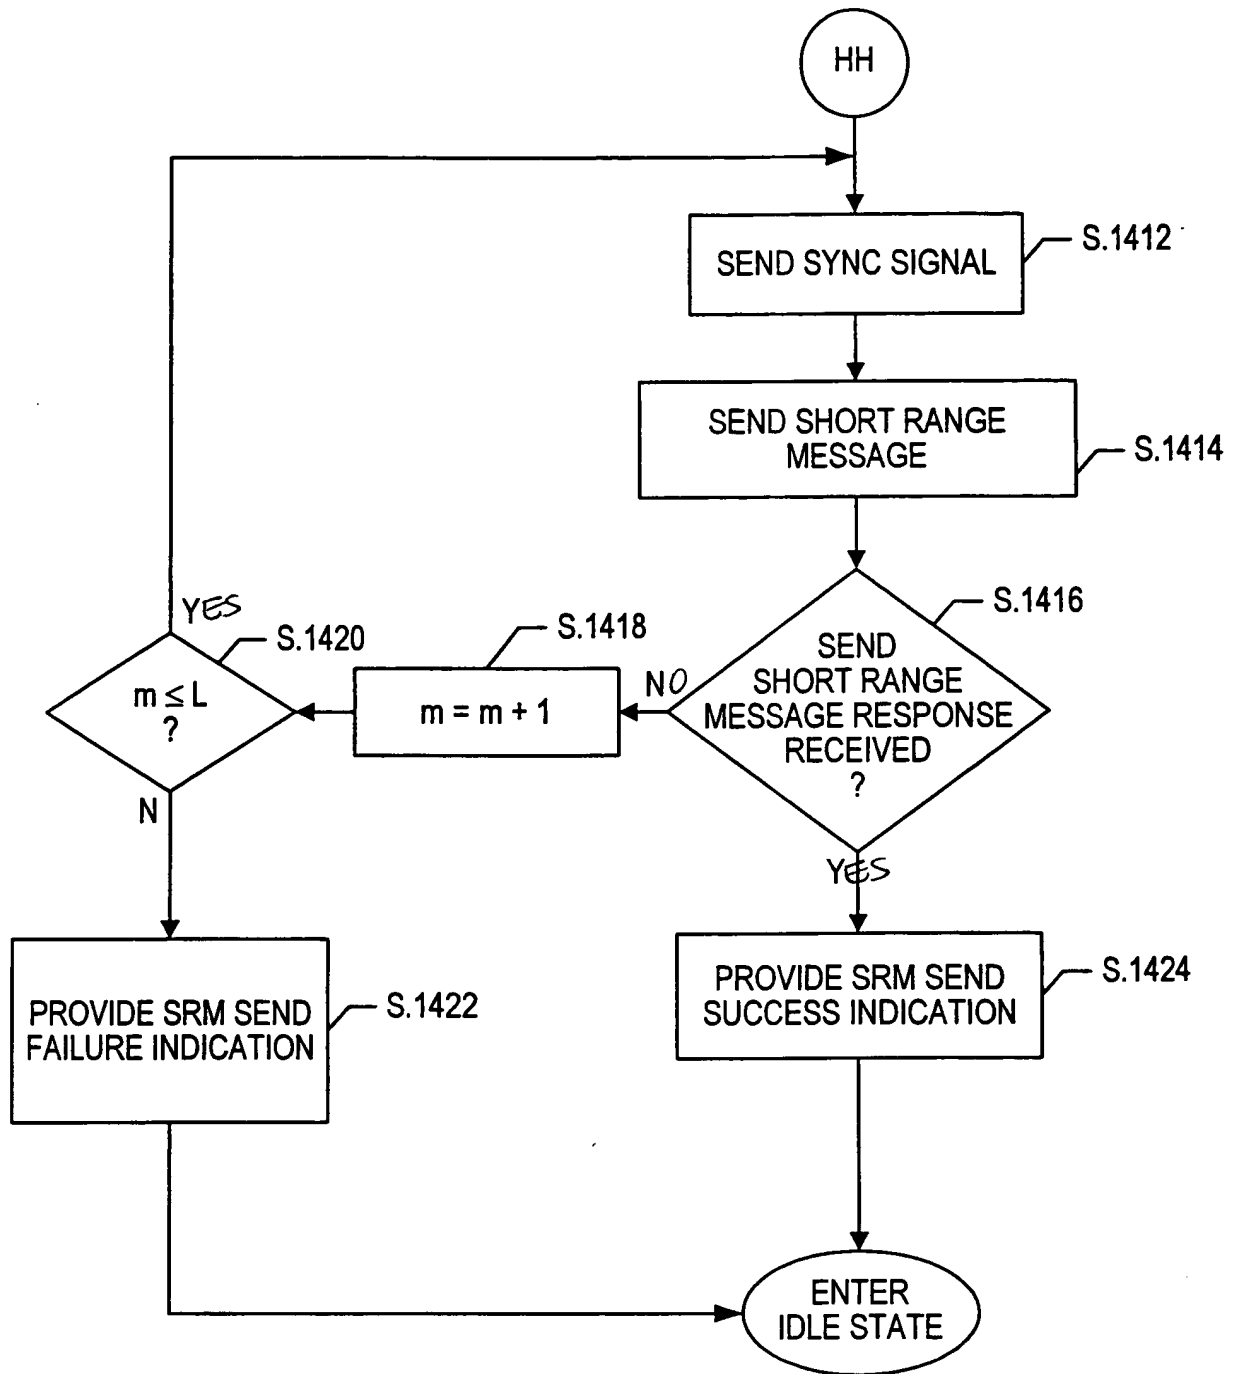 HH
SEND SYNC SIGNAL
S.1412
SEND SHORT RANGE
MESSAGE
S.1414
SEND
SHORT RANGE
MESSAGE RESPONSE
RECEIVED
?
S.1416
NO
YES
m = m + 1
S.1418
m ≤ L
?
S.1420
YES
N
PROVIDE SRM SEND
FAILURE INDICATION
S.1422
PROVIDE SRM SEND
SUCCESS INDICATION
S.1424
ENTER
IDLE STATE